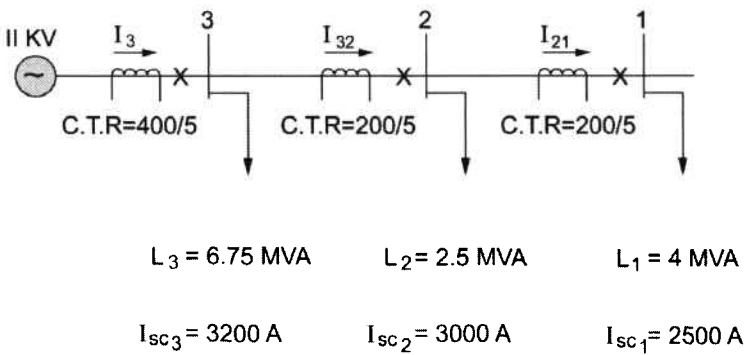 3 2 1
II KV I₃ I₃₂ I₂₁
~
X X X
C.T.R=400/5 C.T.R=200/5 C.T.R=200/5
L₃ = 6.75 MVA L₂ = 2.5 MVA L₁ = 4 MVA
Isc₃ = 3200 A Isc₂ = 3000 A Isc₁ = 2500 A